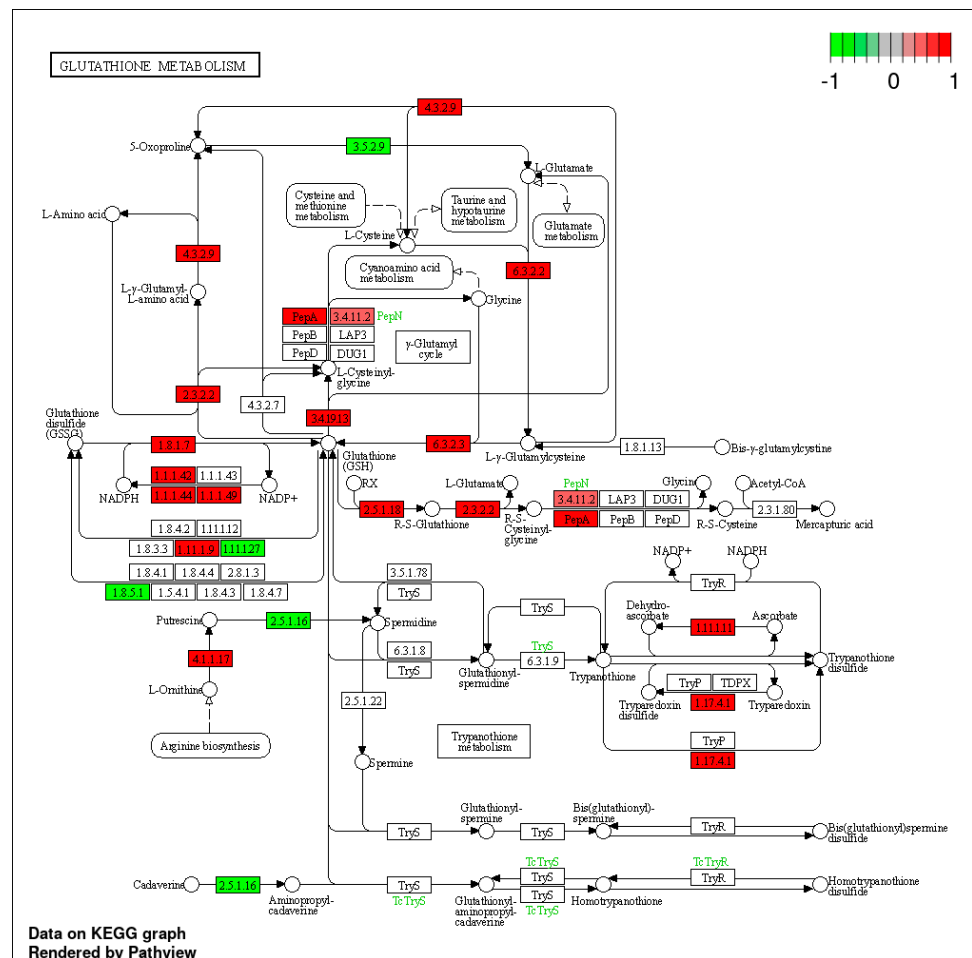 GLUTATHIONE METABOLISM
-1
0
1
4.3.2.9
5-Oxoproline
3.5.2.9
L-Glutamate
Cysteine and
methionine
metabolism
Taurine and
hypotaurine
metabolism
Glutamate
metabolism
L-Amino acid
L-Cysteine
4.3.2.9
6.3.2.2
Cyanoamino acid
metabolism
L-γ-Glutamyl-
L-amino acid
Glycine
PepA
3.4.11.2
PepN
PepB
LAP3
PepD
DUG1
γ-Glutamyl
cycle
L-Cysteinyl-
glycine
2.3.2.2
4.3.2.7
3.4.19.13
Glutathione
disulfide
(GSSG)
1.8.1.7
Glutathione
(GSH)
6.3.2.3
L-γ-Glutamylcysteine
1.8.1.13
Bis-γ-glutamylcystine
1.1.1.42
1.1.1.43
1.1.1.44
1.1.1.49
NADPH
NADP+
RX
L-Glutamate
PepN
Glycine
Acetyl-CoA
2.5.1.18
2.3.2.2
3.4.11.2
LAP3
DUG1
PepA
PepB
PepD
2.3.1.80
R-S-Glutathione
R-S-
Cysteinyl-
glycine
R-S-Cysteine
Mercapturic acid
1.8.4.2
1.11.1.12
1.8.3.3
1.11.1.9
1.11.1.27
1.8.4.1
1.8.4.4
2.8.1.3
1.8.5.1
1.5.4.1
1.8.4.3
1.8.4.7
NADP+
NADPH
TryR
3.5.1.78
TryS
Putrescine
2.5.1.16
Spermidine
TryS
Dehydro-
ascorbate
Ascorbate
1.11.1.11
6.3.1.8
TryS
TryS
6.3.1.9
Glutathionyl-
spermidine
Trypanothione
Trypanothione
disulfide
4.1.1.17
L-Ornithine
2.5.1.22
TryP
TDPX
1.17.4.1
Tryparedoxin
disulfide
Tryparedoxin
Arginine biosynthesis
Trypanothione
metabolism
TryP
1.17.4.1
Spermine
Glutathionyl-
spermine
Bis(glutathionyl)-
spermine
TryS
TryS
TryR
Bis(glutathionyl)spermine
disulfide
Cadaverine
2.5.1.16
Aminopropyl-
cadaverine
TryS
TcTryS
Glutathionyl-
aminopropyl-
cadaverine
TcTryS
TryS
TryS
TcTryS
Homotrypanothione
TcTryR
TryR
Homotrypanothione
disulfide
Data on KEGG graph
Rendered by Pathview